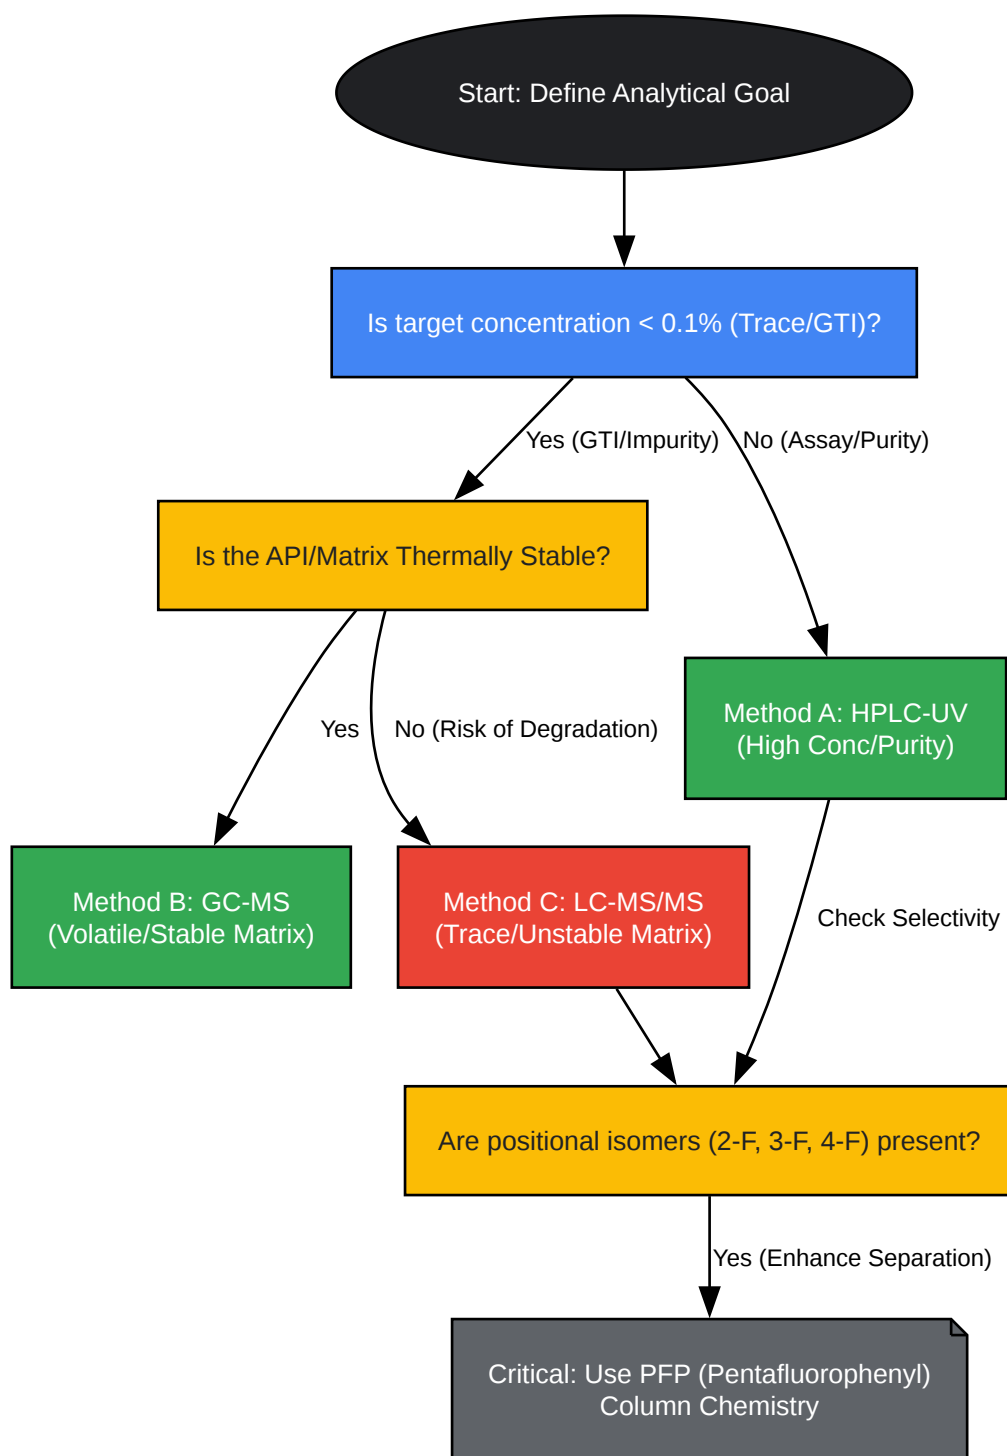 Start: Define Analytical Goal
Is target concentration < 0.1% (Trace/GTI)?
Yes (GTI/Impurity)
No (Assay/Purity)
Is the API/Matrix Thermally Stable?
Yes
No (Risk of Degradation)
Method A: HPLC-UV
(High Conc/Purity)
Method B: GC-MS
(Volatile/Stable Matrix)
Method C: LC-MS/MS
(Trace/Unstable Matrix)
Check Selectivity
Are positional isomers (2-F, 3-F, 4-F) present?
Yes (Enhance Separation)
Critical: Use PFP (Pentafluorophenyl)
Column Chemistry